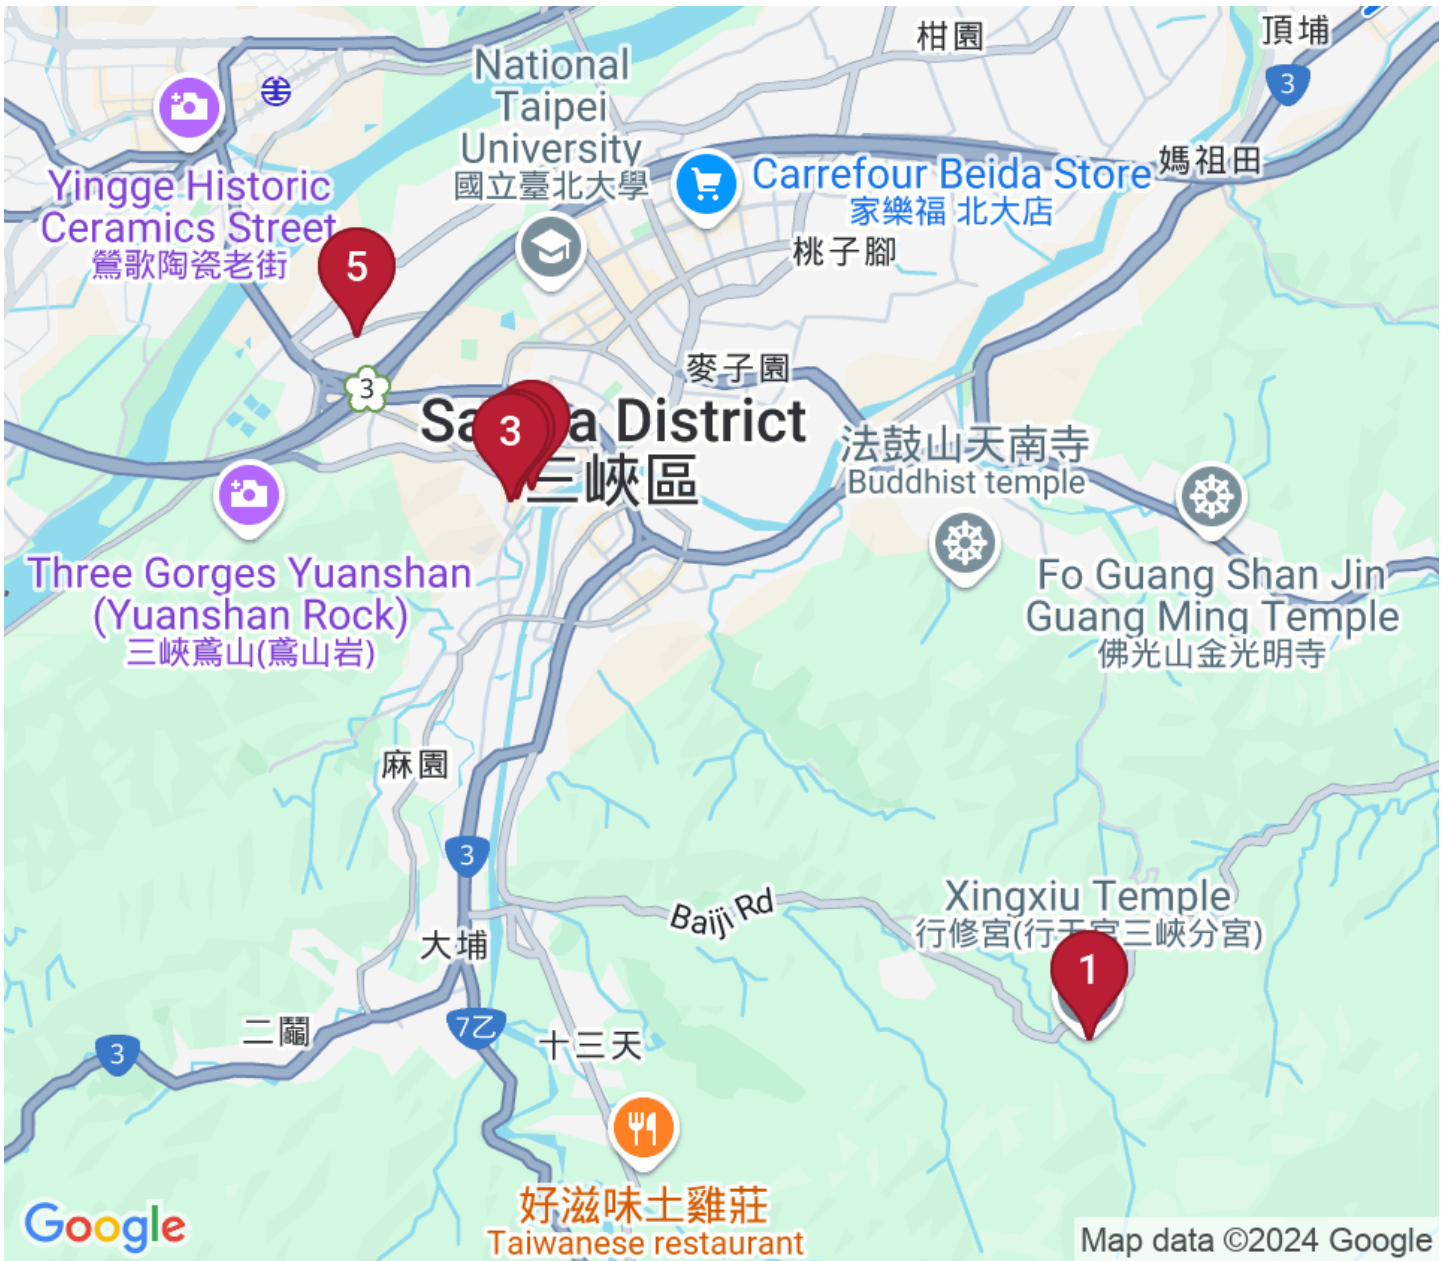 柑園
頂埔
3
National
Taipei
University
國立臺北大學
Yingge Historic
Ceramics Street
鶯歌陶瓷老街
Carrefour Beida Store
家樂福 北大店
媽祖田
桃子腳
5
3
麥子園
3
District
三峽區
法鼓山天南寺
Buddhist temple
Three Gorges Yuanshan
(Yuanshan Rock)
三峽鳶山(鳶山岩)
Fo Guang Shan Jin
Guang Ming Temple
佛光山金光明寺
麻園
3
Baiji Rd
Xingxiu Temple
行修宮(行天宮三峽分宮)
大埔
1
二鬮
3
7乙
十三天
好滋味土雞莊
Taiwanese restaurant
Google
Map data ©2024 Google